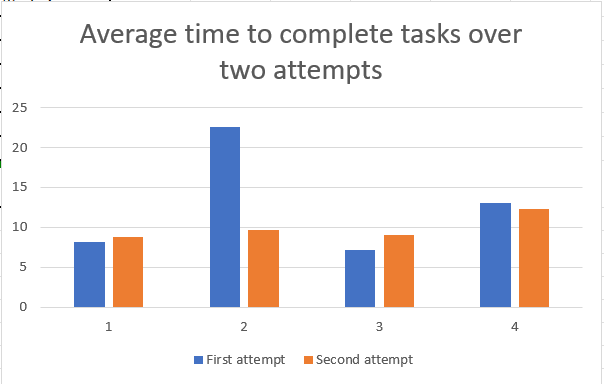 Average time to complete tasks over
two attempts
25
20
15
10
5
0
1 2 3 4
First attempt Second attempt